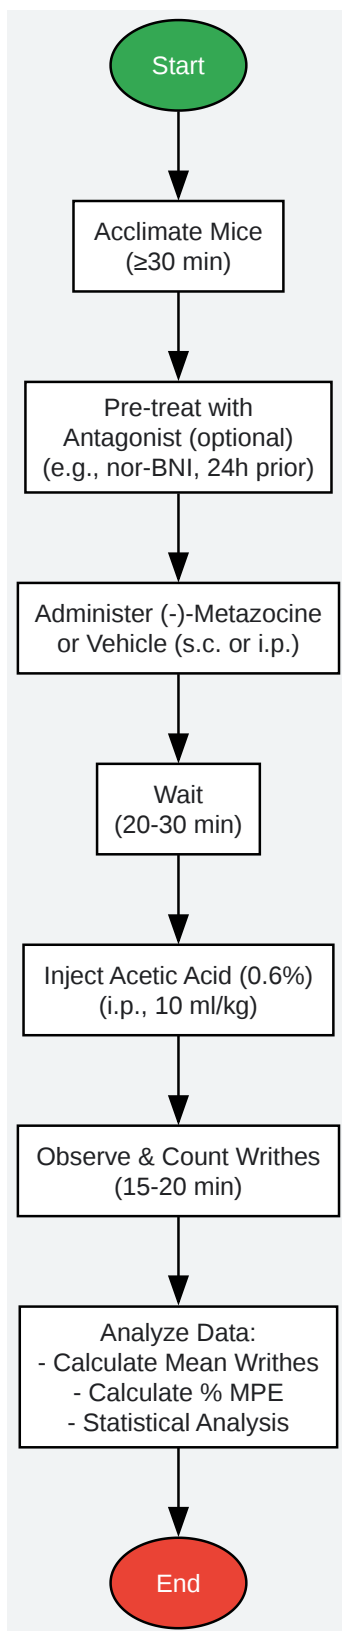 Start
Acclimate Mice
(≥30 min)
Pre-treat with
Antagonist (optional)
(e.g., nor-BNI, 24h prior)
Administer (-)-Metazocine
or Vehicle (s.c. or i.p.)
Wait
(20-30 min)
Inject Acetic Acid (0.6%)
(i.p., 10 ml/kg)
Observe & Count Writhes
(15-20 min)
Analyze Data:
- Calculate Mean Writhes
- Calculate % MPE
- Statistical Analysis
End